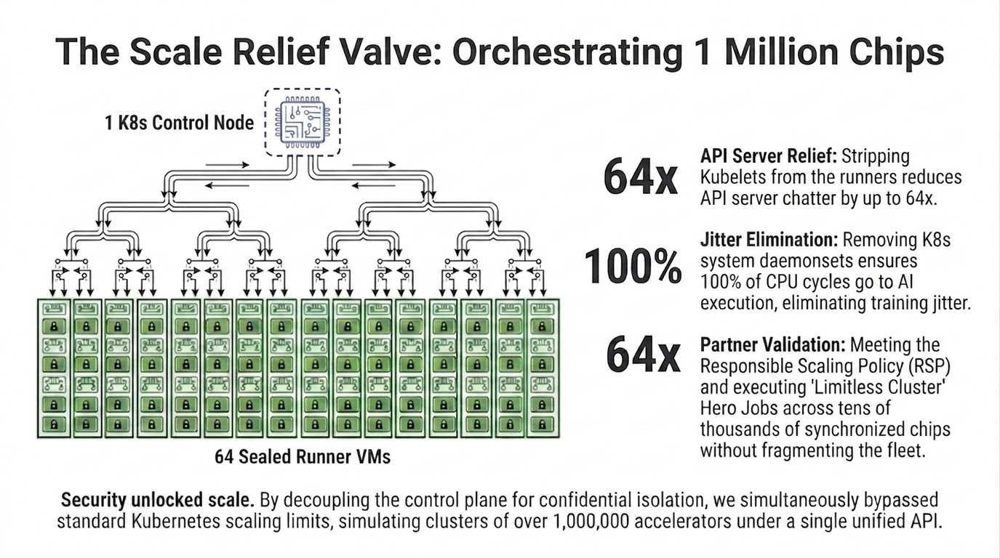 The Scale Relief Valve: Orchestrating 1 Million Chips
1 K8s Control Node
64x
API Server Relief: Stripping
Kubelets from the runners reduces
API server chatter by up to 64x.
100%
Jitter Elimination: Removing K8s
system daemonsets ensures
100% of CPU cycles go to AI
execution, eliminating training jitter.
64x
Partner Validation: Meeting the
Responsible Scaling Policy (RSP)
and executing 'Limitless Cluster'
Hero Jobs across tens of
thousands of synchronized chips
without fragmenting the fleet.
64 Sealed Runner VMs
Security unlocked scale. By decoupling the control plane for confidential isolation, we simultaneously bypassed
standard Kubernetes scaling limits, simulating clusters of over 1,000,000 accelerators under a single unified API.